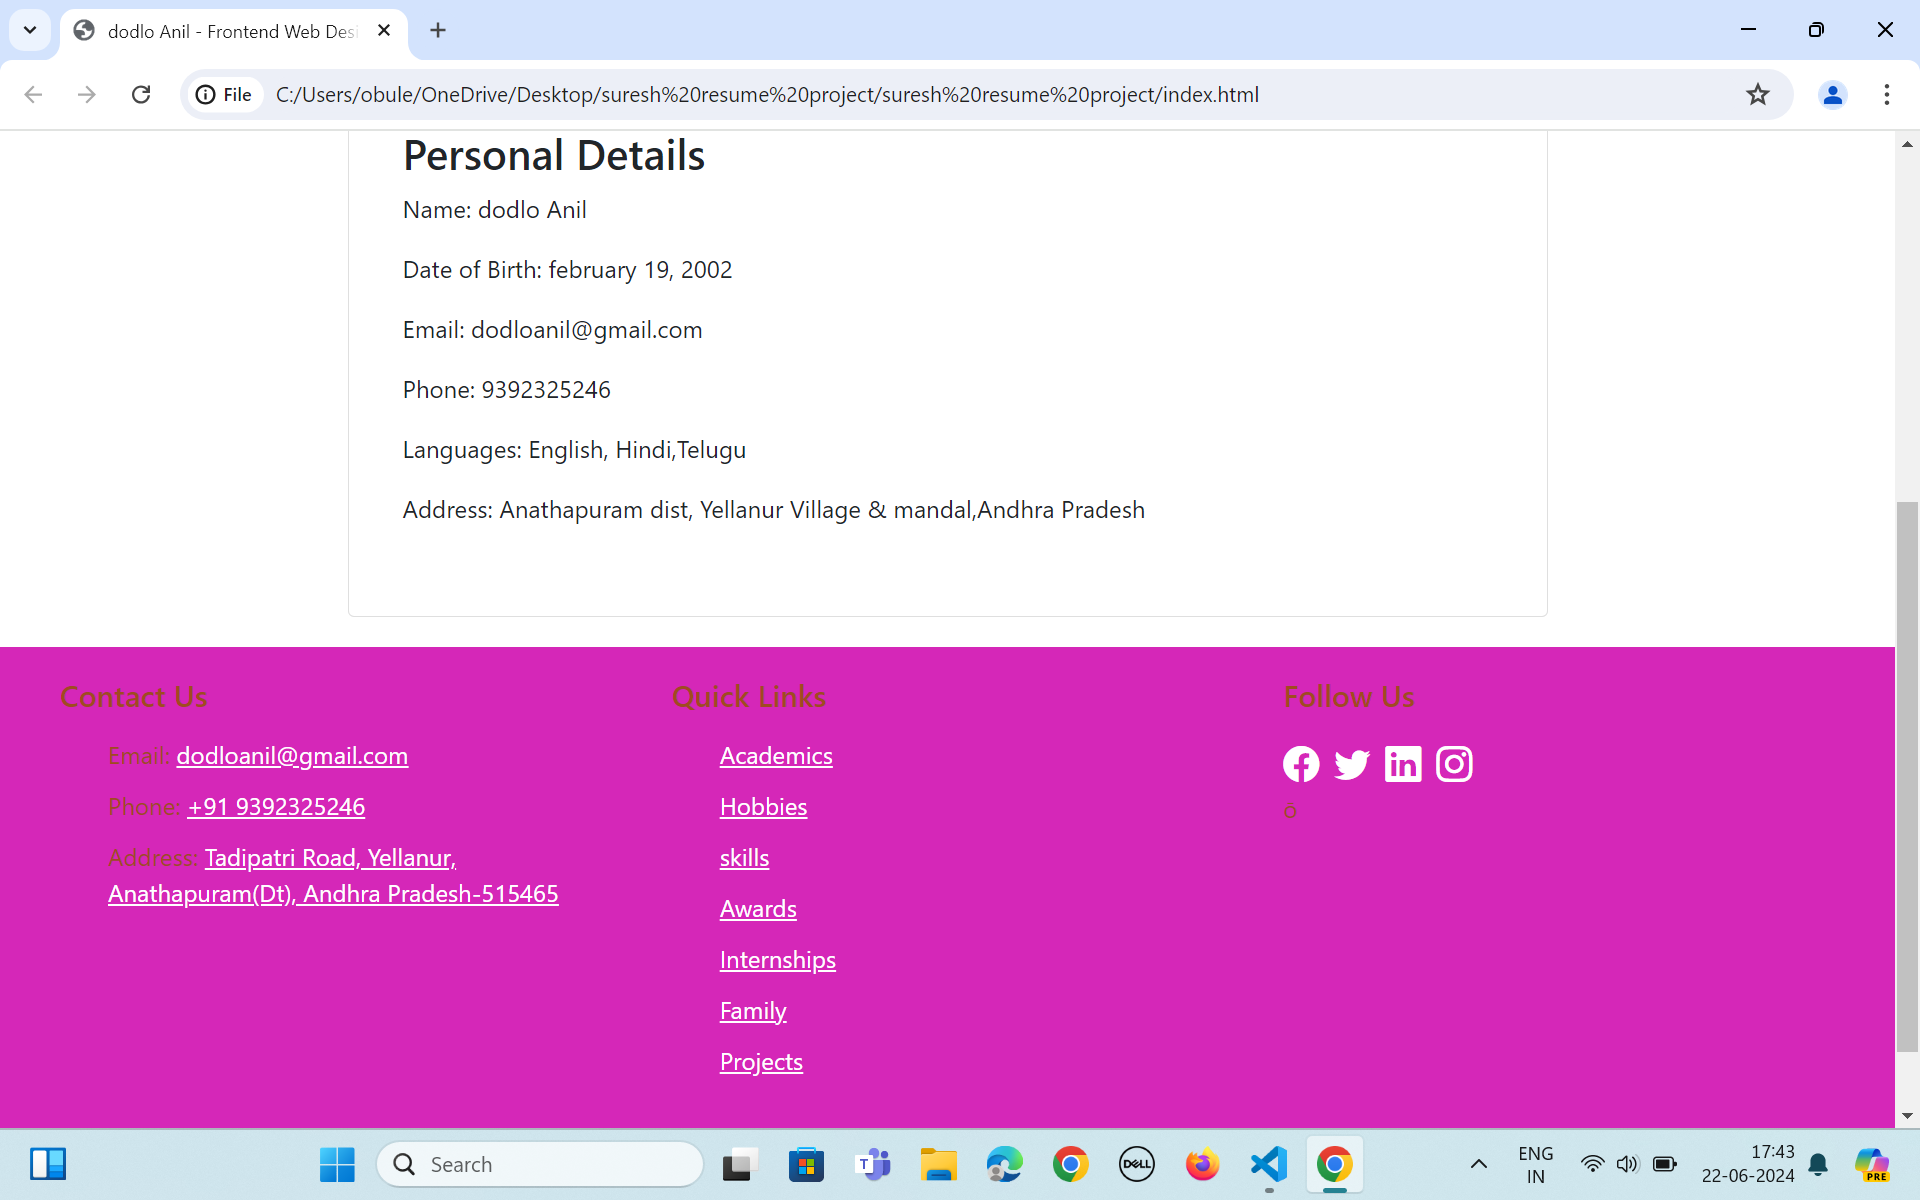 dodlo Anil - Frontend Web Des
File C:/Users/obule/OneDrive/Desktop/suresh%20resume%20project/suresh%20resume%20project/index.html
Personal Details
Name: dodlo Anil
Date of Birth: february 19, 2002
Email: dodloanil@gmail.com
Phone: 9392325246
Languages: English, Hindi,Telugu
Address: Anathapuram dist, Yellanur Village & mandal,Andhra Pradesh
Contact Us
Email: dodloanil@gmail.com
Phone: +91 9392325246
Address: Tadipatri Road, Yellanur,
Anathapuram(Dt), Andhra Pradesh-515465
Quick Links
Academics
Hobbies
skills
Awards
Internships
Family
Projects
Follow Us
in
Search
T
DELL
ENG
IN
17:43
22-06-2024
PRE